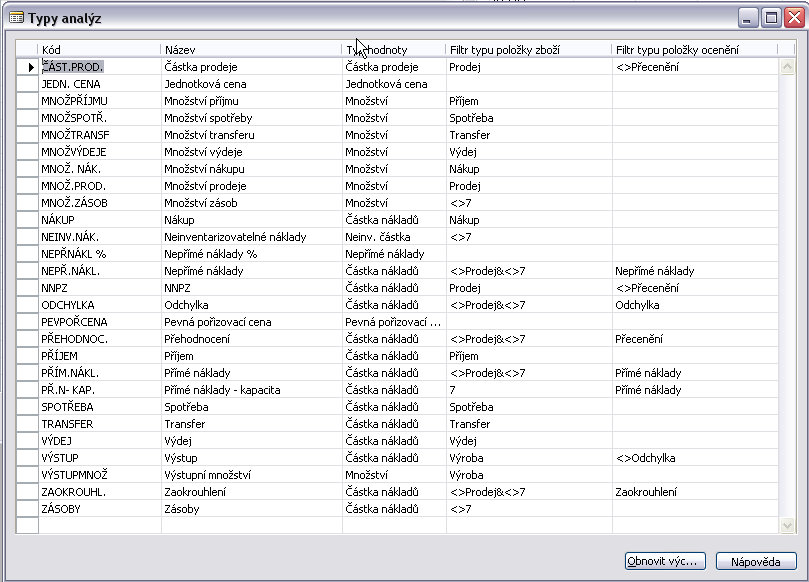 Typy analýz
Kód Název Typ hodnoty Filtr typu položky zboží Filtr typu položky ocenění
ČÁST.PROD. Částka prodeje Částka prodeje Prodej <>Přecenění
JEDN. CENA Jednotková cena Jednotková cena
MNOŽPŘÍJMU Množství příjmu Množství Příjem
MNOŽSPOTŘ. Množství spotřeby Množství Spotřeba
MNOŽTRANSF Množství transferu Množství Transfer
MNOŽVÝDEJE Množství výdeje Množství Výdej
MNOŽ. NÁK. Množství nákupu Množství Nákup
MNOŽ.PROD. Množství prodeje Množství Prodej
MNOŽ.ZÁSOB Množství zásob Množství <>7
NÁKUP Nákup Částka nákladů Nákup
NEINV.NÁK. Neinventarizovatelné náklady Neinv. částka <>7
NEPŘNÁKL % Nepřímé náklady % Nepřímé náklady
NEPŘ.NÁKL. Nepřímé náklady Částka nákladů <>Prodej&<>7 Nepřímé náklady
NNPZ NNPZ Částka nákladů Prodej <>Přecenění
ODCHYLKA Odchylka Částka nákladů <>Prodej&<>7 Odchylka
PEVPOŘCENA Pevná pořizovací cena Pevná pořizovací ...
PŘEHODNOC. Přehodnocení Částka nákladů <>Prodej&<>7 Přecenění
PŘÍJEM Příjem Částka nákladů Příjem
PŘÍM.NÁKL. Přímé náklady Částka nákladů <>Prodej&<>7 Přímé náklady
PŘ.N- KAP. Přímé náklady - kapacita Částka nákladů 7 Přímé náklady
SPOTŘEBA Spotřeba Částka nákladů Spotřeba
TRANSFER Transfer Částka nákladů Transfer
VÝDEJ Výdej Částka nákladů Výdej
VÝSTUP Výstup Částka nákladů Výroba <>Odchylka
VÝSTUPMNOŽ Výstupní množství Množství Výroba
ZAOKROUHL. Zaokrouhlení Částka nákladů <>Prodej&<>7 Zaokrouhlení
ZÁSOBY Zásoby Částka nákladů <>7
Obnovit výc... Nápověda